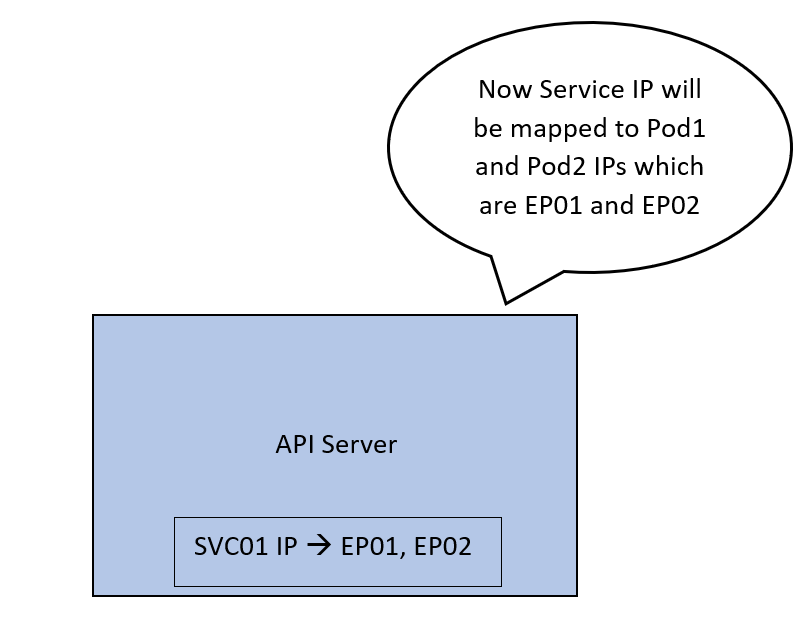 Now Service IP will
be mapped to Pod1
and Pod2 IPs which
are EP01 and EP02
API Server
SVC01 IP → EP01, EP02